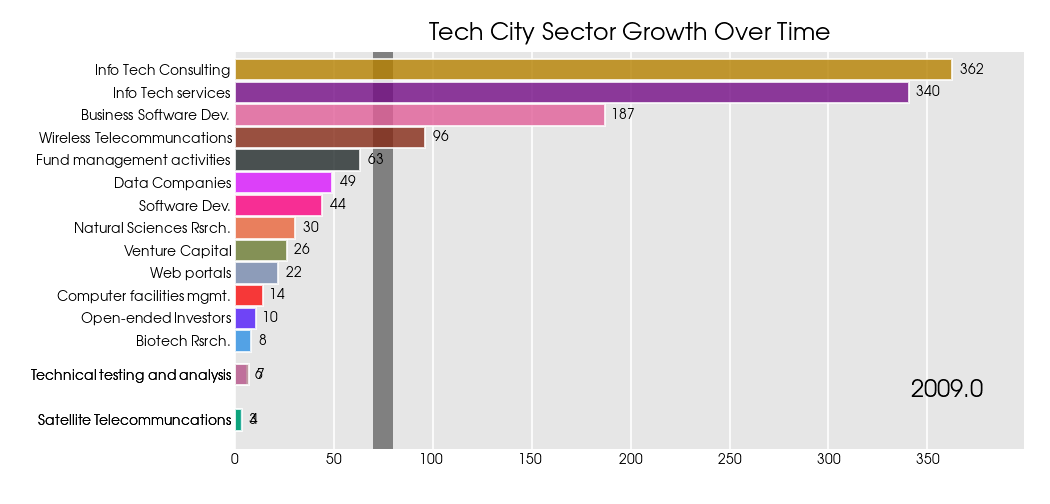 Tech City Sector Growth Over Time
Info Tech Consulting 362
Info Tech services 340
Business Software Dev. 187
Wireless Telecommuncations 96
Fund management activities 63
Data Companies 49
Software Dev. 44
Natural Sciences Rsrch. 30
Venture Capital 26
Web portals 22
Computer facilities mgmt. 14
Open-ended Investors 10
Biotech Rsrch. 8
Technical testing and analysis
2009.0
Satellite Telecommuncations
0 50 100 150 200 250 300 350